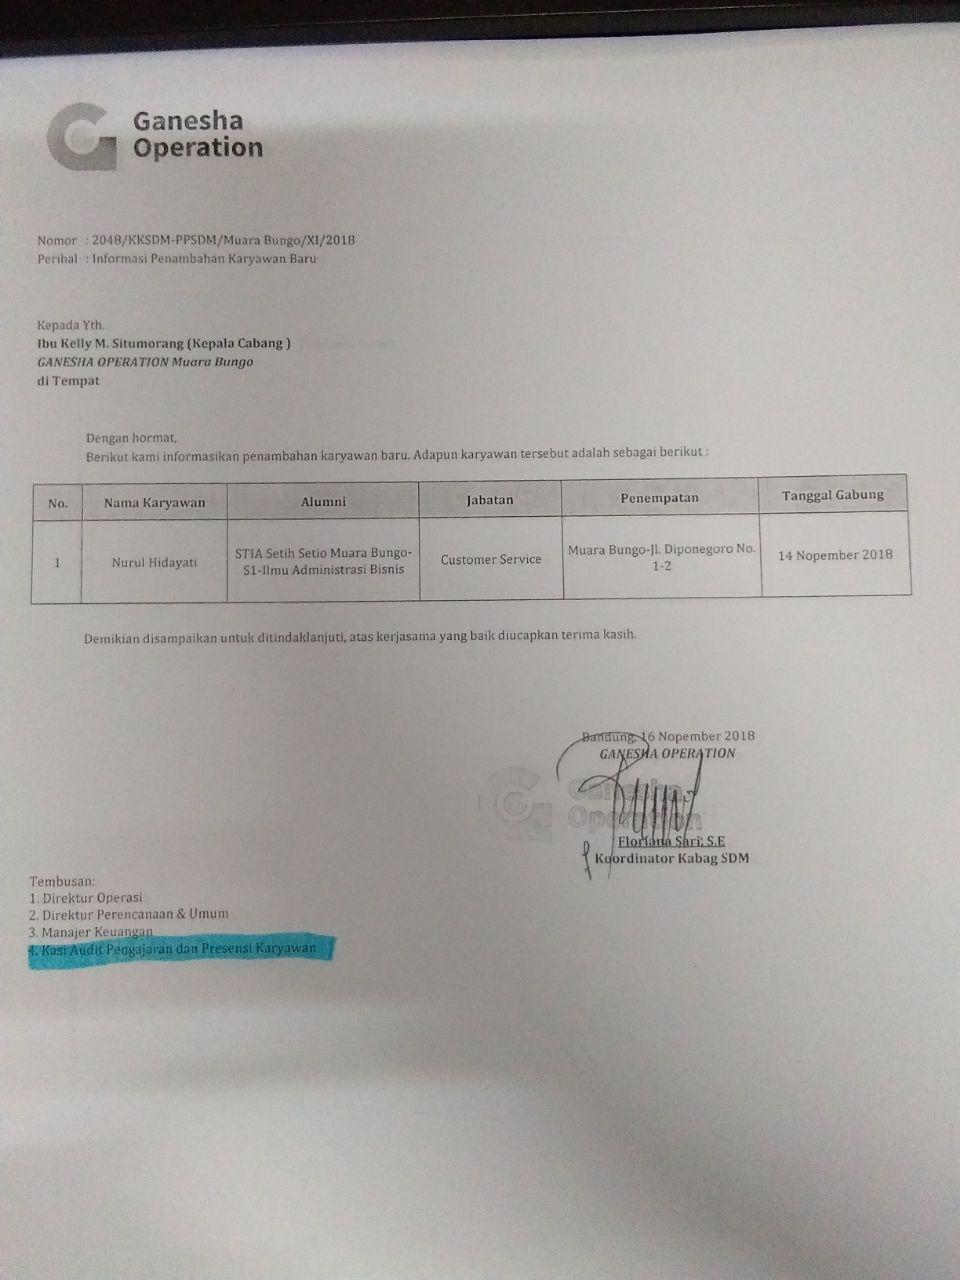 Ganesha
Operation
Nomor : 2048/KKSDM-PPSDM/Muara Bungo/XI/2018
Perihal : Informasi Penambahan Karyawan Baru
Kepada Yth.
Ibu Kelly M. Situmorang (Kepala Cabang )
GANESHA OPERATION Muara Bungo
di Tempat
Dengan hormat,
Berikut kami informasikan penambahan karyawan baru. Adapun karyawan tersebut adalah sebagai berikut :
No. Nama Karyawan Alumni Jabatan Penempatan Tanggal Gabung
1 Nurul Hidayati STIA Setih Setio Muara Bungo- Customer Service Muara Bungo-Jl. Diponegoro No. 14 Nopember 2018
S1-Ilmu Administrasi Bisnis 1-2
Demikian disampaikan untuk ditindaklanjuti, atas kerjasama yang baik diucapkan terima kasih.
Bandung, 16 Nopember 2018
GANESHA OPERATION
Ganesha
Operation
Floriana Sari, S.E
Koordinator Kabag SDM
Tembusan:
1. Direktur Operasi
2. Direktur Perencanaan & Umum
3. Manajer Keuangan
4. Kasi Audit Pengajaran dan Presensi Karyawan